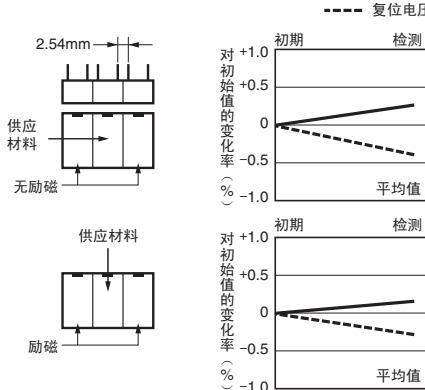 复位电压
2.54mm
供应
材料
无励磁
对初始值的变化率（%）
初期
检测
+1.0
+0.5
0
−0.5
−1.0
平均值
供应材料
励磁
对初始值的变化率（%）
初期
检测
+1.0
+0.5
0
−0.5
−1.0
平均值